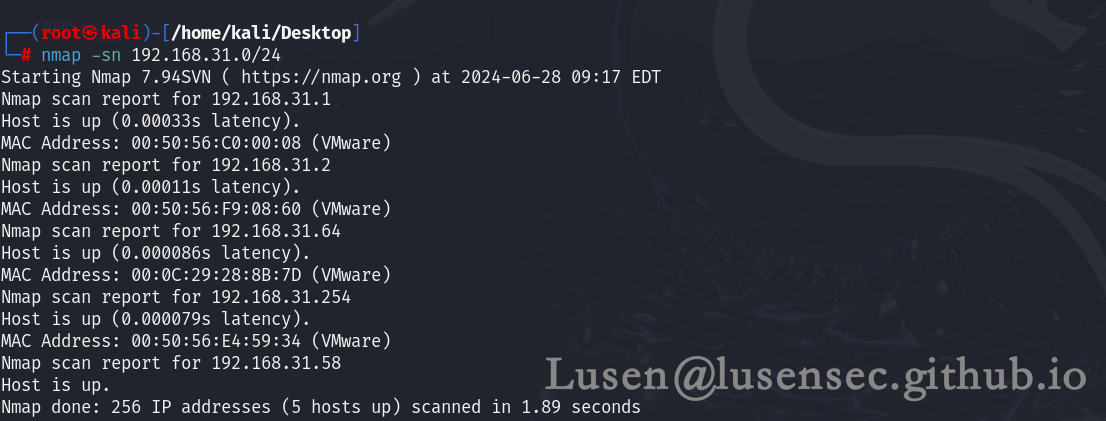 ┌──(root㉿kali)-[/home/kali/Desktop]
└─# nmap -sn 192.168.31.0/24
Starting Nmap 7.94SVN ( https://nmap.org ) at 2024-06-28 09:17 EDT
Nmap scan report for 192.168.31.1
Host is up (0.00033s latency).
MAC Address: 00:50:56:C0:00:08 (VMware)
Nmap scan report for 192.168.31.2
Host is up (0.00011s latency).
MAC Address: 00:50:56:F9:08:60 (VMware)
Nmap scan report for 192.168.31.64
Host is up (0.000086s latency).
MAC Address: 00:0C:29:28:8B:7D (VMware)
Nmap scan report for 192.168.31.254
Host is up (0.000079s latency).
MAC Address: 00:50:56:E4:59:34 (VMware)
Nmap scan report for 192.168.31.58
Host is up.
Nmap done: 256 IP addresses (5 hosts up) scanned in 1.89 seconds
Lusen@lusensec.github.io